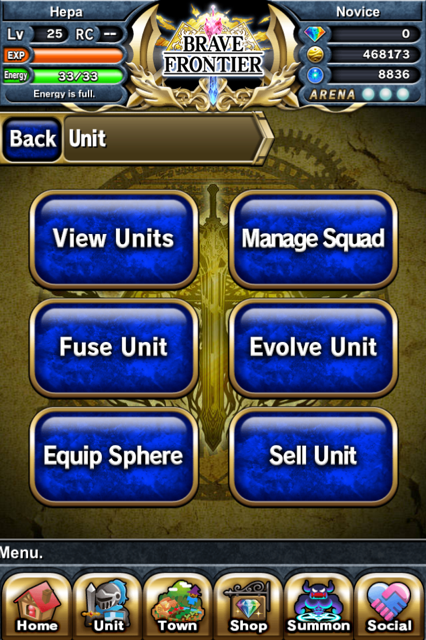 Hepa
Novice
Lv 25 RC --
0
EXP
468173
Energy 33/33
8836
Energy is full.
ARENA
BRAVE
FRONTIER
Back
Unit
View Units
Manage Squad
Fuse Unit
Evolve Unit
Equip Sphere
Sell Unit
Menu.
Home
Unit
Town
Shop
Summon
Social